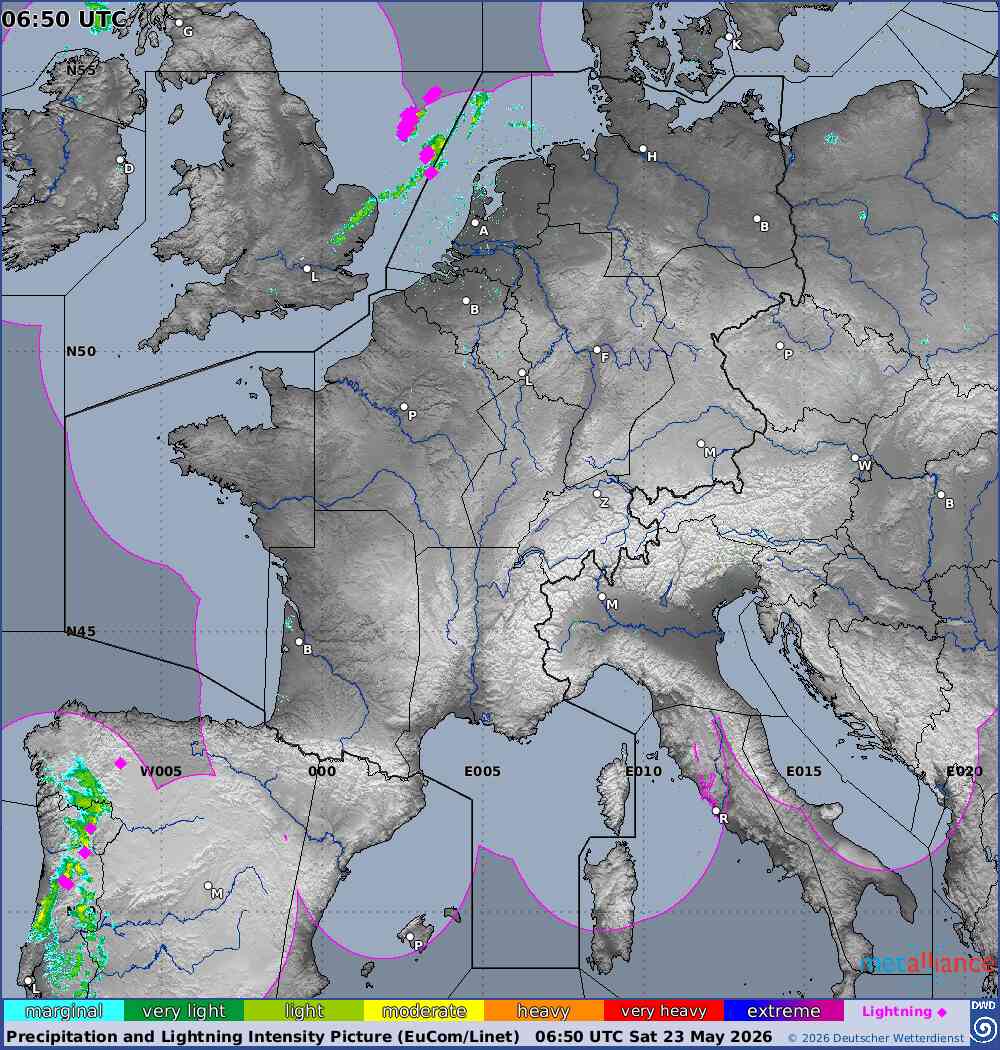 06:50 UTC
G
K
N55
D
H
A
B
L
B
N50
F
P
L
P
M
W
Z
B
M
N45
B
W005
000
E005
E010
E015
E020
R
M
P
L
metalliance
marginal
very light
light
moderate
heavy
very heavy
extreme
Lightning
DWD
Precipitation and Lightning Intensity Picture (EuCom/Linet) 06:50 UTC Sat 23 May 2026 © 2026 Deutscher Wetterdienst